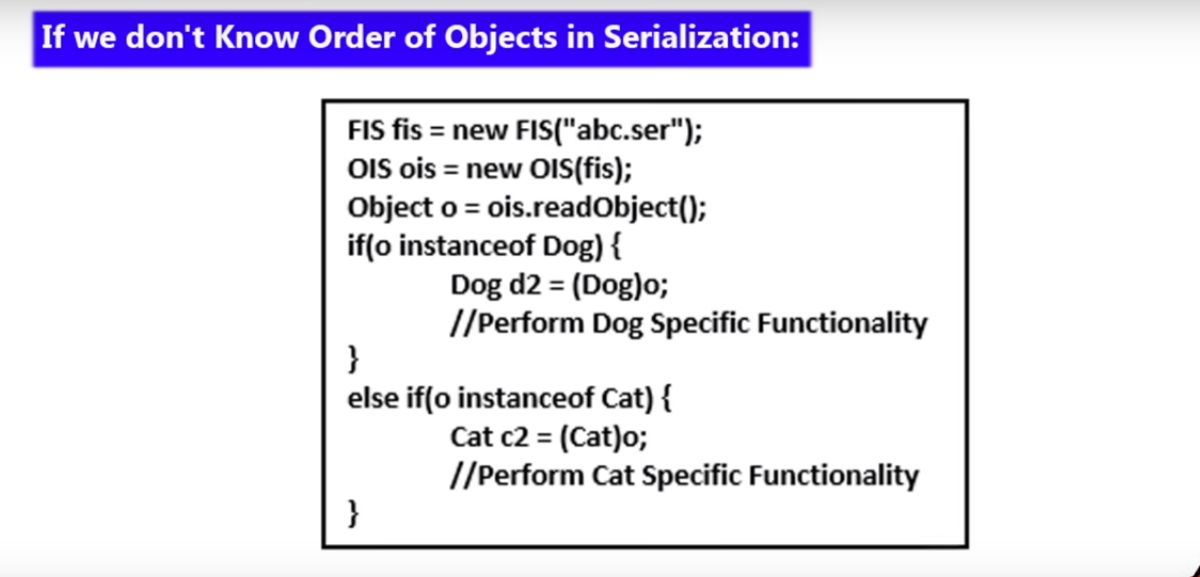 If we don't Know Order of Objects in Serialization:
FIS fis = new FIS("abc.ser");
OIS ois = new OIS(fis);
Object o = ois.readObject();
if(o instanceof Dog) {
Dog d2 = (Dog)o;
//Perform Dog Specific Functionality
}
else if(o instanceof Cat) {
Cat c2 = (Cat)o;
//Perform Cat Specific Functionality
}